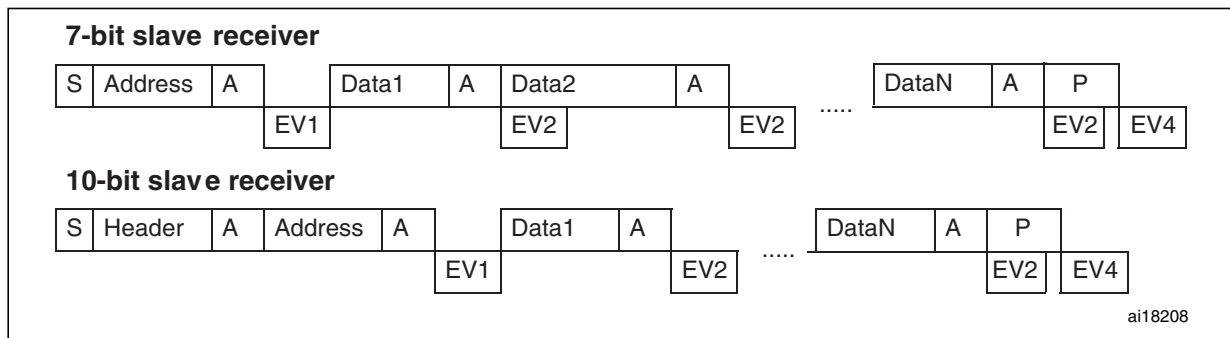 7-bit slave receiver
S Address A Data1 A Data2 A ..... DataN A P
EV1 EV2 EV2 EV2 EV4
10-bit slave receiver
S Header A Address A Data1 A ..... DataN A P
EV1 EV2 EV2 EV4
ai18208